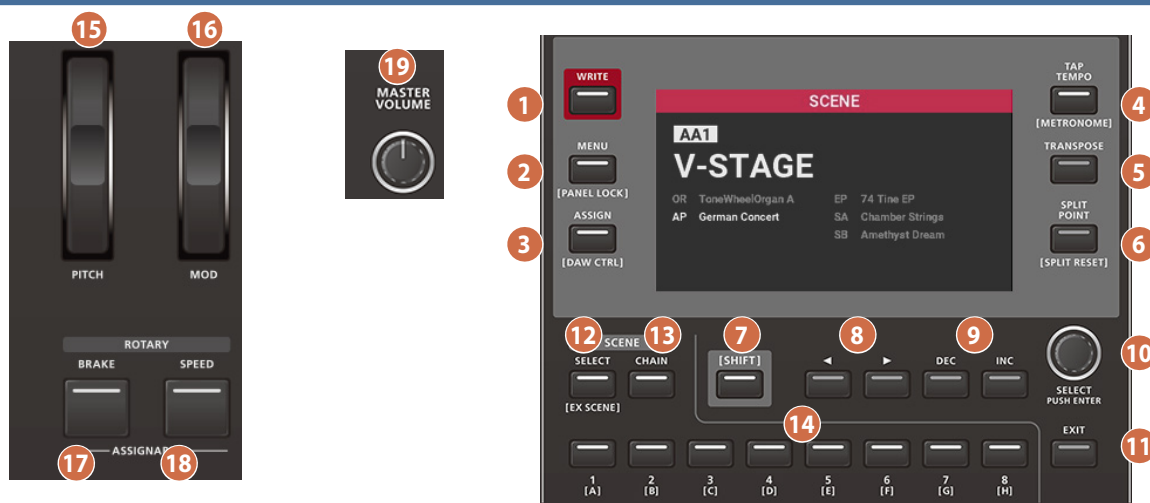 15
16
PITCH
MOD
ROTARY
BRAKE
SPEED
17
18
19
MASTER
VOLUME
WRITE
1
MENU
2
[PANEL LOCK]
ASSIGN
3
[DAW CTRL]
SCENE
AA1
V-STAGE
OR ToneWheelOrgan A EP 74 Tine EP
AP German Concert SA Chamber Strings
SB Amethyst Dream
TAP
TEMPO
4
[METRONOME]
TRANSPOSE
5
SPLIT
POINT
6
[SPLIT RESET]
12 SCENE 13
SELECT CHAIN
[EX SCENE]
7
[SHIFT]
8
◄ ►
9
DEC INC
10
SELECT
PUSH ENTER
EXIT
11
14
1 2 3 4 5 6 7 8
[A] [B] [C] [D] [E] [F] [G] [H]